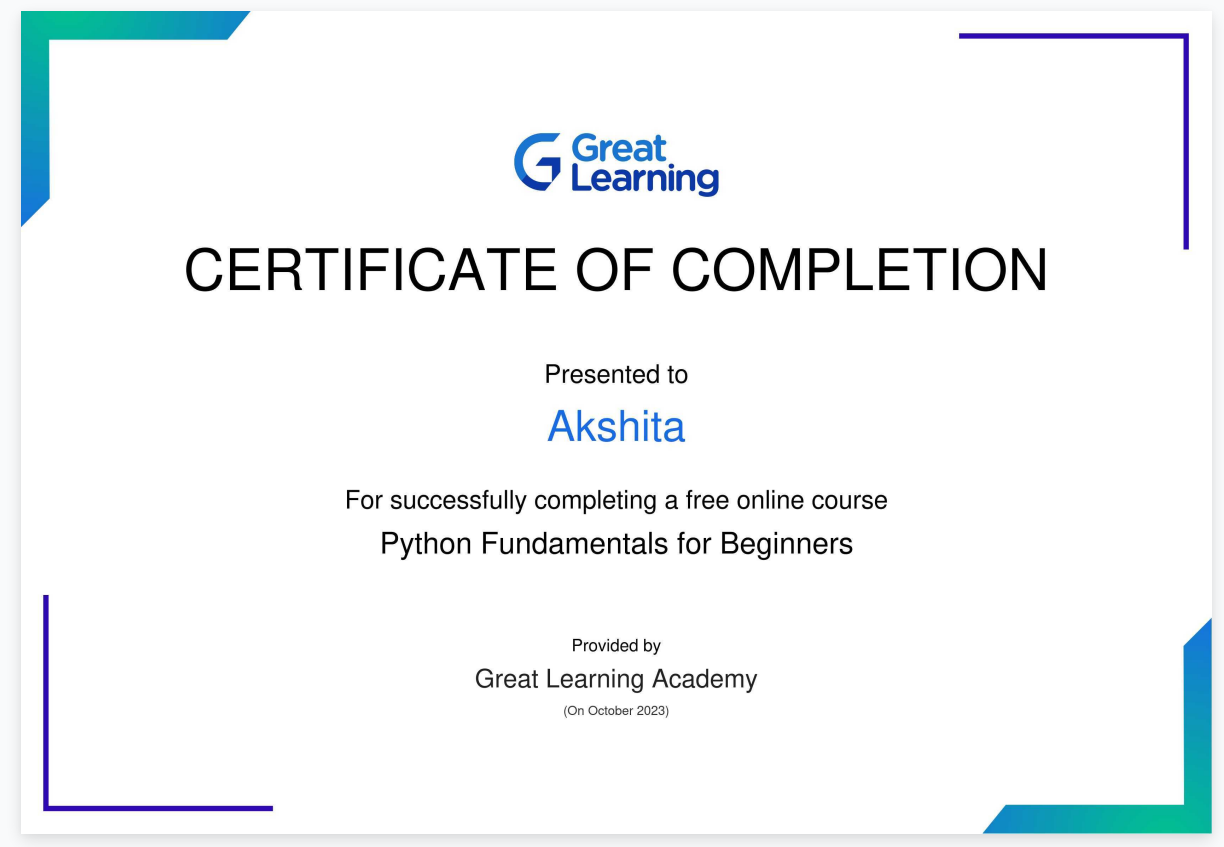 Great
Learning
CERTIFICATE OF COMPLETION
Presented to
Akshita
For successfully completing a free online course
Python Fundamentals for Beginners
Provided by
Great Learning Academy
(On October 2023)